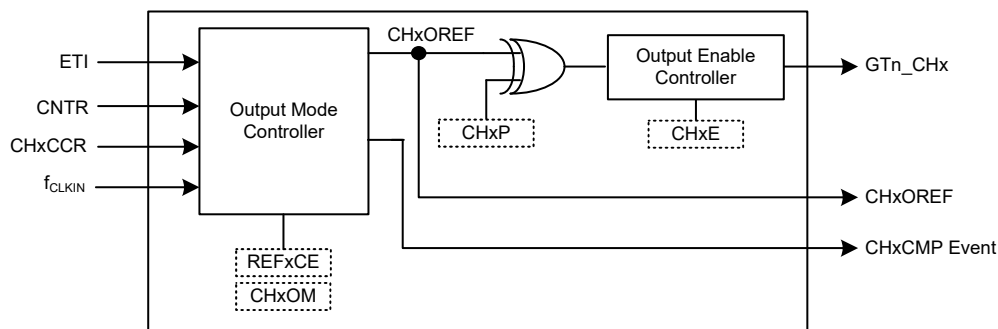 CHxOREF
ETI
Output Enable
Controller
GTn_CHx
CNTR
Output Mode
Controller
CHxP
CHxE
CHxCCR
fCLKIN
CHxOREF
REFxCE
CHxCMP Event
CHxOM